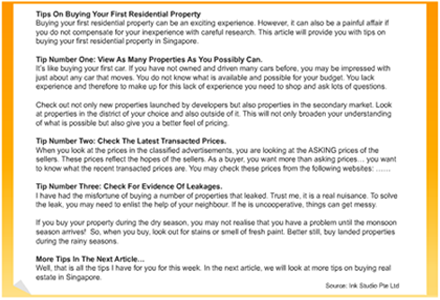 Tips On Buying Your First Residential Property
Buying your first residential property can be an exciting experience. However, it can also be a painful affair if
you do not compensate for your inexperience with careful research. This article will provide you with tips on
buying your first residential property in Singapore.
Tip Number One: View As Many Properties As You Possibly Can.
It's like buying your first car. If you have not owned and driven many cars before, you may be impressed with
just about any car that moves. You do not know what is available and possible for your budget. You lack
experience and therefore to make up for this lack of experience you need to shop and ask lots of questions.
Check out not only new properties launched by developers but also properties in the secondary market. Look
at properties in the district of your choice and also outside of it. This will not only broaden your understanding
of what is possible but also give you a better feel of pricing.
Tip Number Two: Check The Latest Transacted Prices.
When you look at the prices in the classified advertisements, you are looking at the ASKING prices of the
sellers. These prices reflect the hopes of the sellers. As a buyer, you want more than asking prices… you want
to know what the recent transacted prices are. You may check these prices from the following websites: ……
Tip Number Three: Check For Evidence Of Leakages.
I have had the misfortune of buying a number of properties that leaked. Trust me, it is a real nuisance. To solve
the leak, you may need to enlist the help of your neighbour. If he is uncooperative, things can get messy.
If you buy your property during the dry season, you may not realise that you have a problem until the monsoon
season arrives! So, when you buy, look out for stains or smell of fresh paint. Better still, buy landed properties
during the rainy seasons.
More Tips In The Next Article…
Well, that is all the tips I have for you for this week. In the next article, we will look at more tips on buying real
estate in Singapore.
Source: Ink Studio Pte Ltd